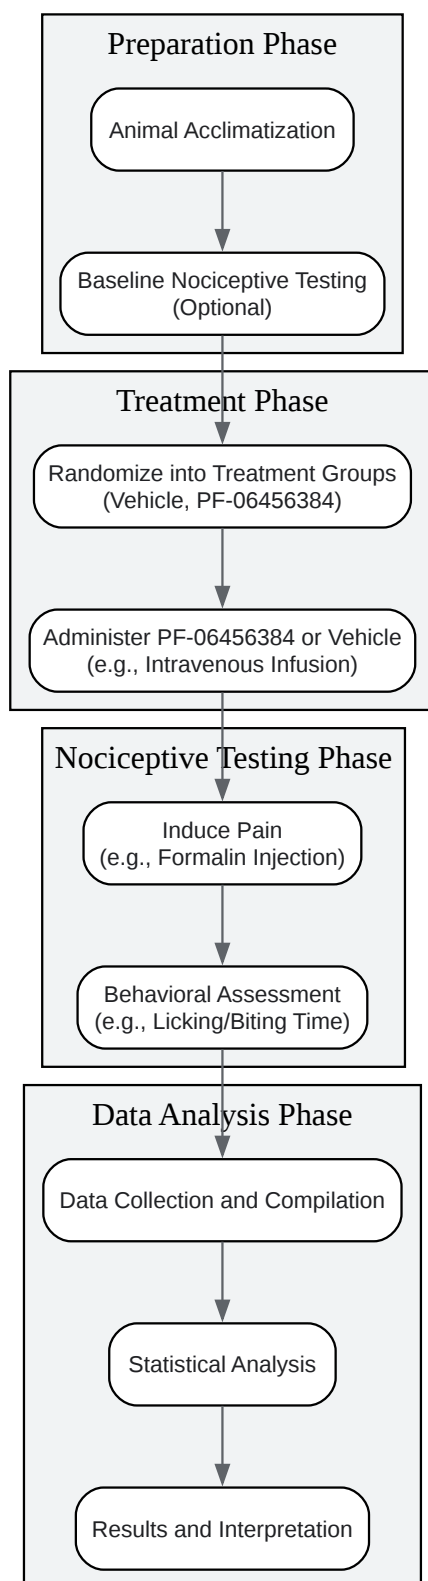 Preparation Phase
Animal Acclimatization
Baseline Nociceptive Testing
(Optional)
Treatment Phase
Randomize into Treatment Groups
(Vehicle, PF-06456384)
Administer PF-06456384 or Vehicle
(e.g., Intravenous Infusion)
Nociceptive Testing Phase
Induce Pain
(e.g., Formalin Injection)
Behavioral Assessment
(e.g., Licking/Biting Time)
Data Analysis Phase
Data Collection and Compilation
Statistical Analysis
Results and Interpretation